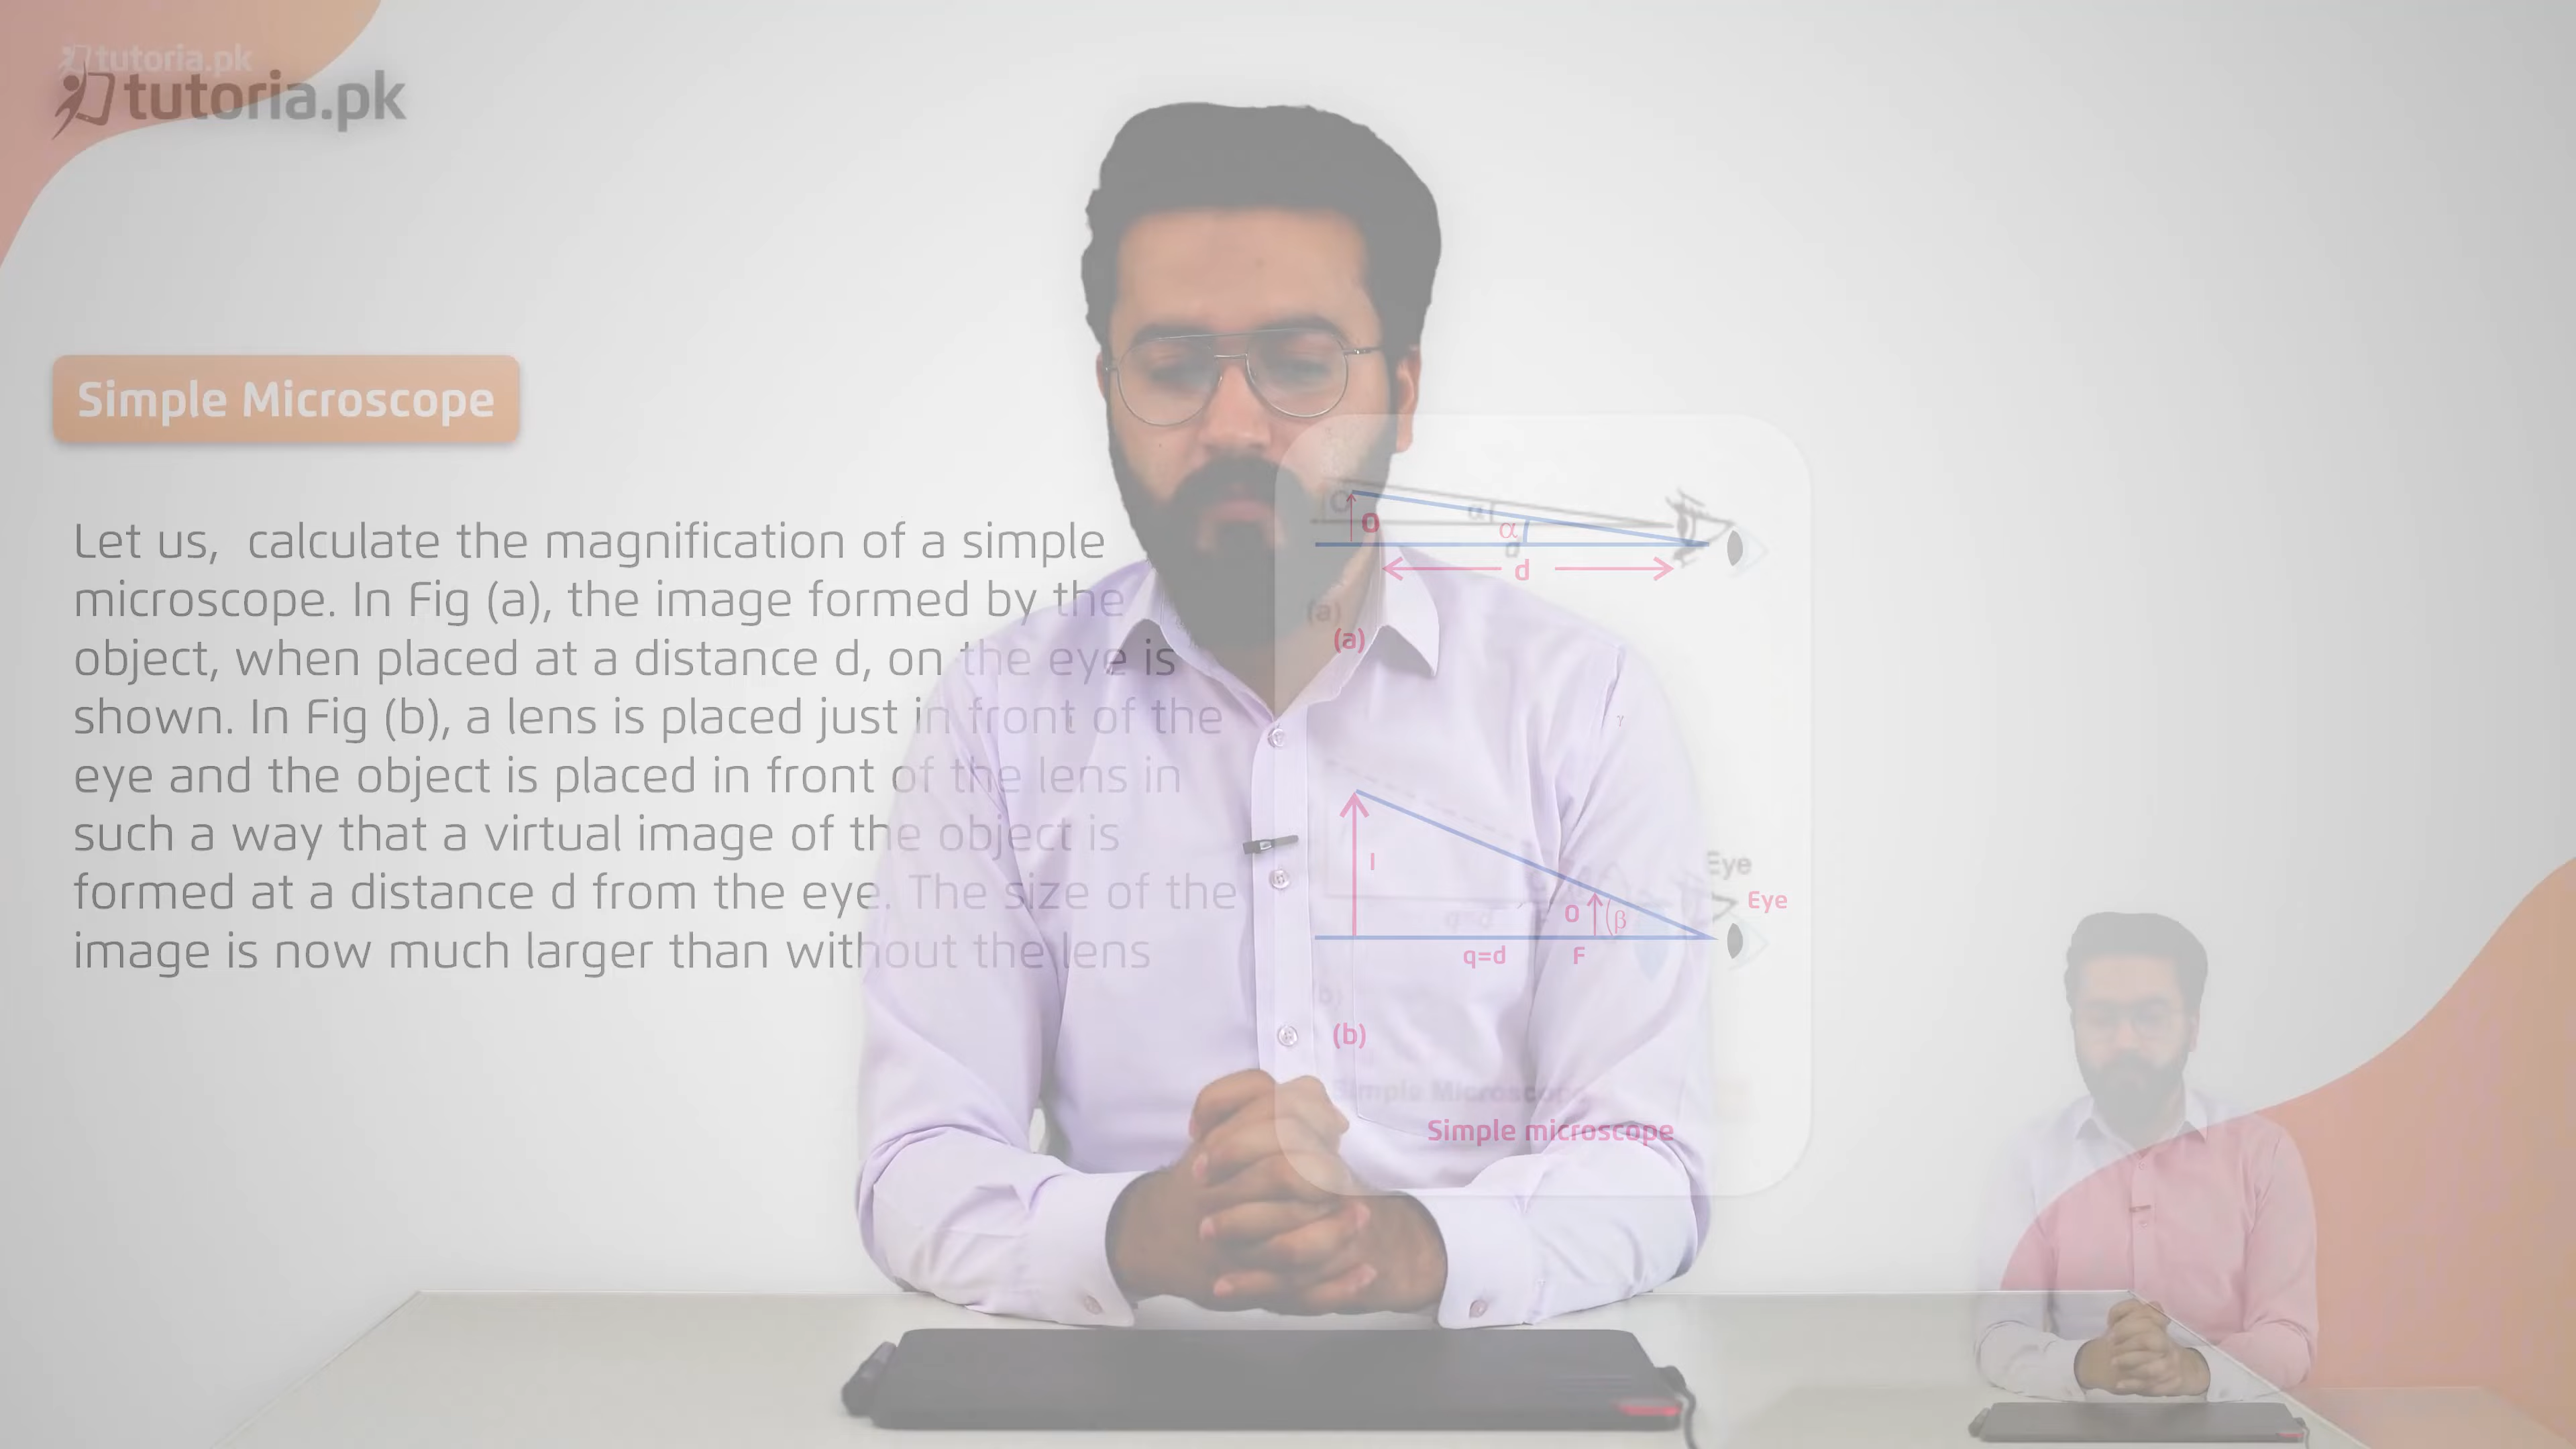 tutoria.pk
tutoria.pk
Simple Microscope
Let us, calculate the magnification of a simple
microscope. In Fig (a), the image formed by the
object, when placed at a distance d, on the eye is
shown. In Fig (b), a lens is placed just in front of the
eye and the object is placed in front of the lens in
such a way that a virtual image of the object is
formed at a distance d from the eye. The size of the
image is now much larger than without the lens
O
O
α
α
d
d
(a)
(a)
γ
I
Eye
Eye
O
β
q=d
q=d
F
(b)
(b)
Simple Microscope
Simple microscope